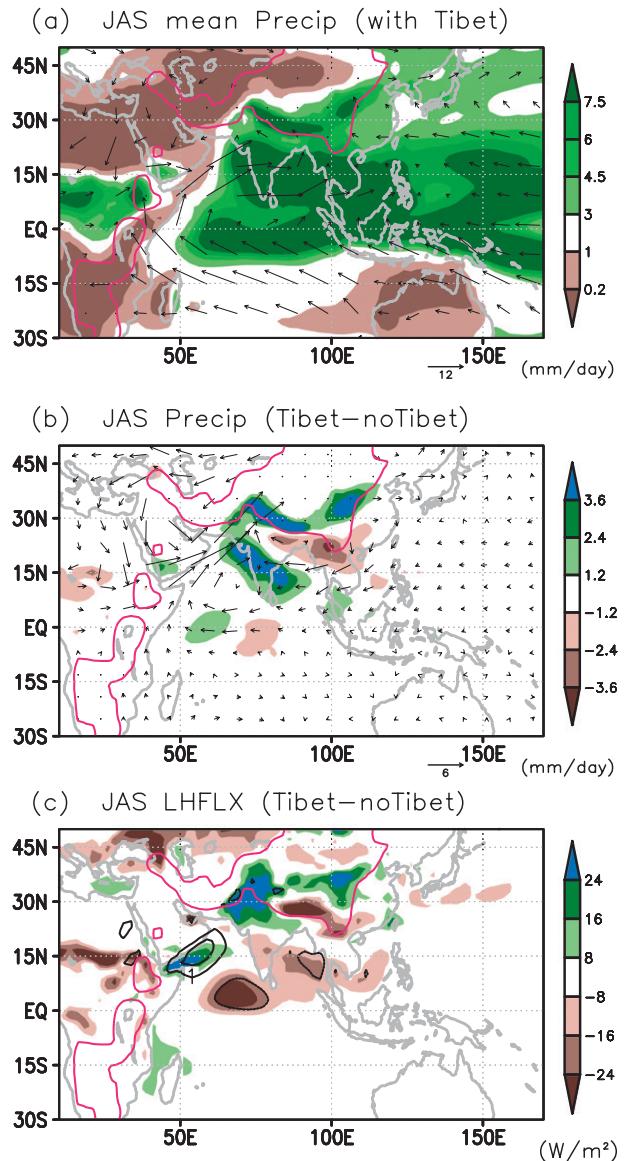 (a) JAS mean Precip (with Tibet)
45N
30N
15N
EQ
15S
30S
50E 100E 150E
7.5
6
4.5
3
1
0.2
12
(mm/day)
(b) JAS Precip (Tibet−noTibet)
45N
30N
15N
EQ
15S
30S
50E 100E 150E
3.6
2.4
1.2
−1.2
−2.4
−3.6
6
(mm/day)
(c) JAS LHFLX (Tibet−noTibet)
45N
30N
15N
EQ
15S
30S
1
50E 100E 150E
24
16
8
−8
−16
−24
(W/m²)